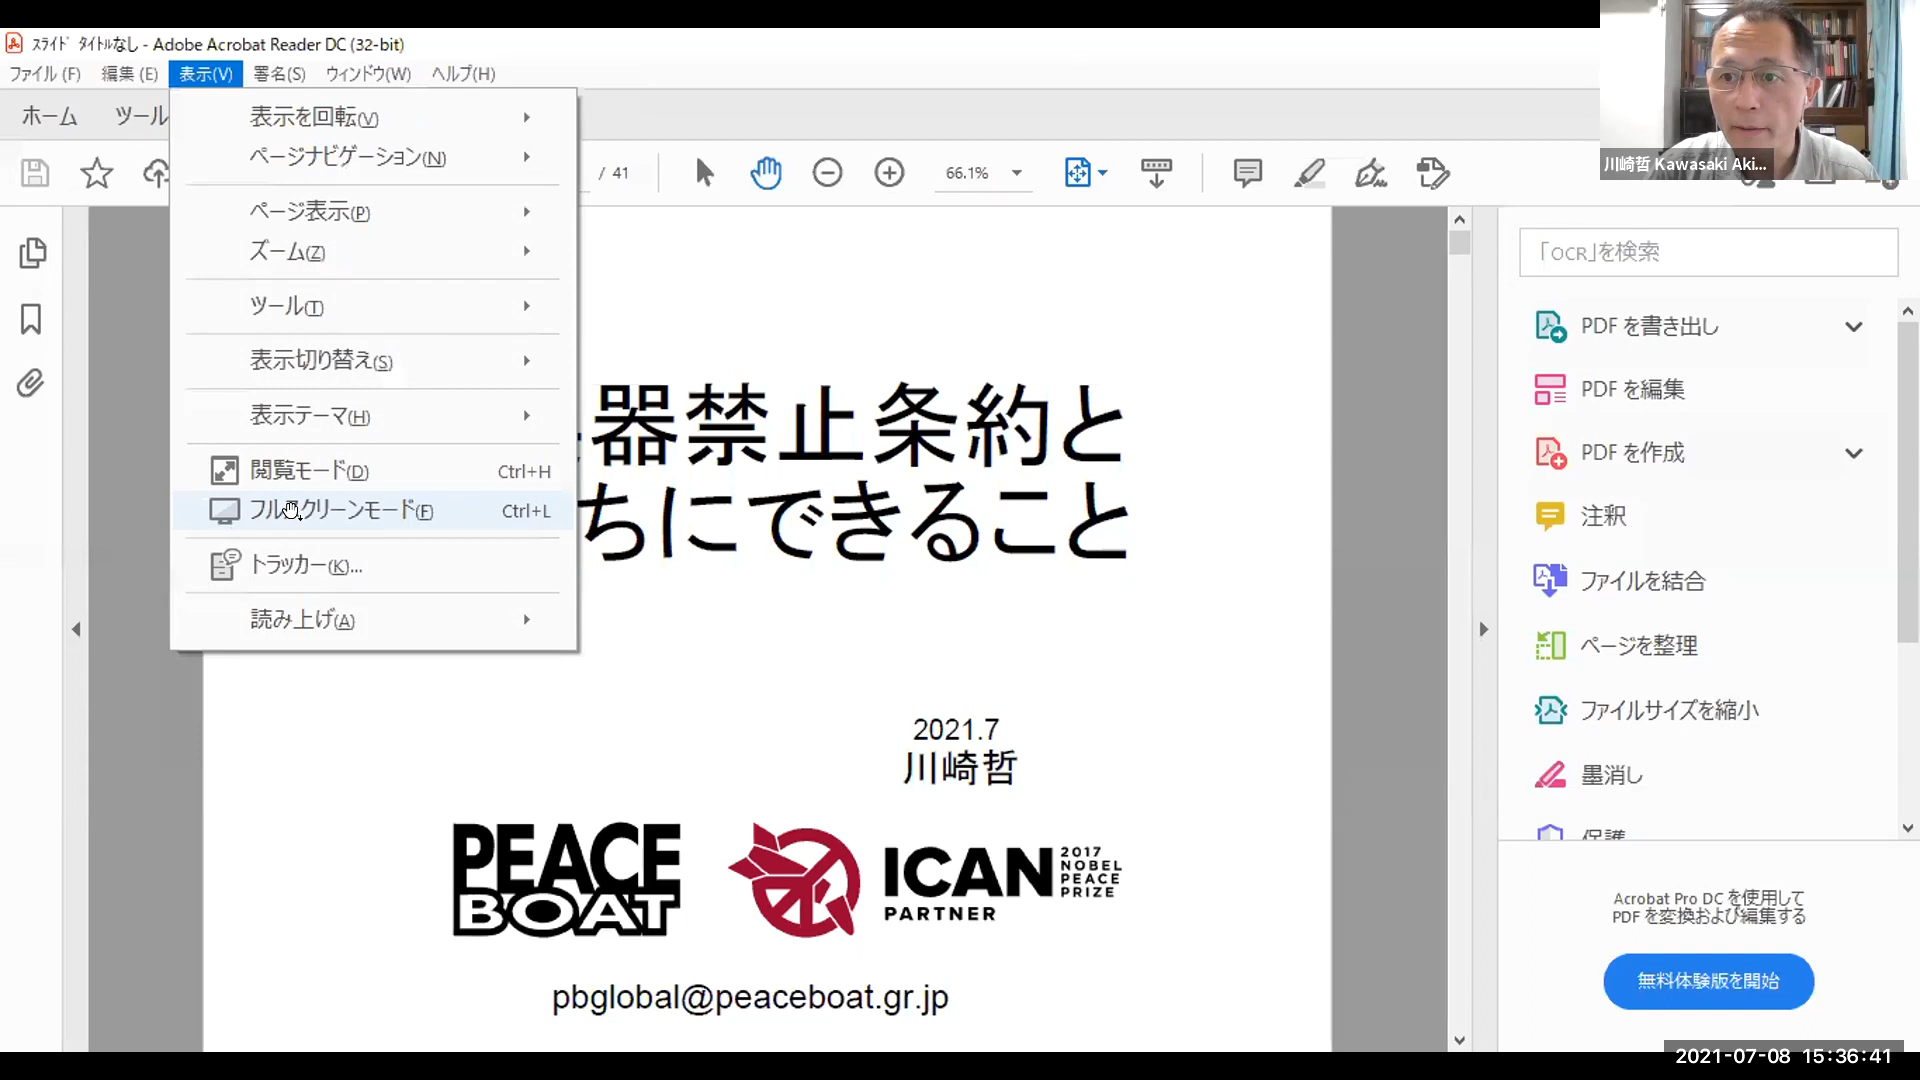 スライド タイトルなし - Adobe Acrobat Reader DC (32-bit)
ファイル(F) 編集(E) 表示(V) 署名(S) ウィンドウ(W) ヘルプ(H)
ホーム ツール
/ 41
66.1%
表示を回転(V)
ページナビゲーション(N)
ページ表示(P)
ズーム(Z)
ツール(T)
表示切り替え(S)
表示テーマ(H)
閲覧モード(D) Ctrl+H
フルスクリーンモード(F) Ctrl+L
トラッカー(K)...
読み上げ(A)
器禁止条約と
ちにできること
2021.7
川崎哲
PEACE
BOAT
ICAN
PARTNER
2017
NOBEL
PEACE
PRIZE
pbglobal@peaceboat.gr.jp
川崎哲 Kawasaki Aki...
「OCR」を検索
PDF を書き出し
PDF を編集
PDF を作成
注釈
ファイルを結合
ページを整理
ファイルサイズを縮小
墨消し
保護
Acrobat Pro DC を使用して
PDF を変換および編集する
無料体験版を開始
2021-07-08 15:36:41